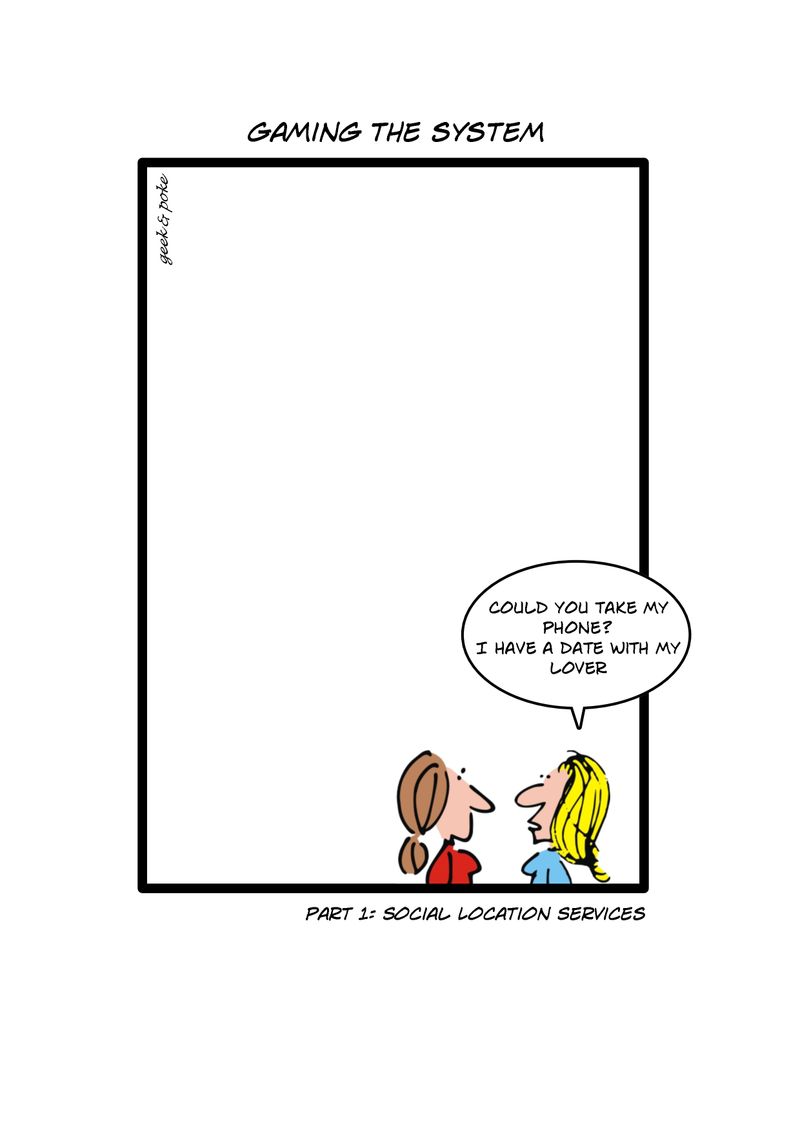 GAMING THE SYSTEM
geek & poke
COULD YOU TAKE MY
PHONE?
I HAVE A DATE WITH MY
LOVER
PART 1: SOCIAL LOCATION SERVICES